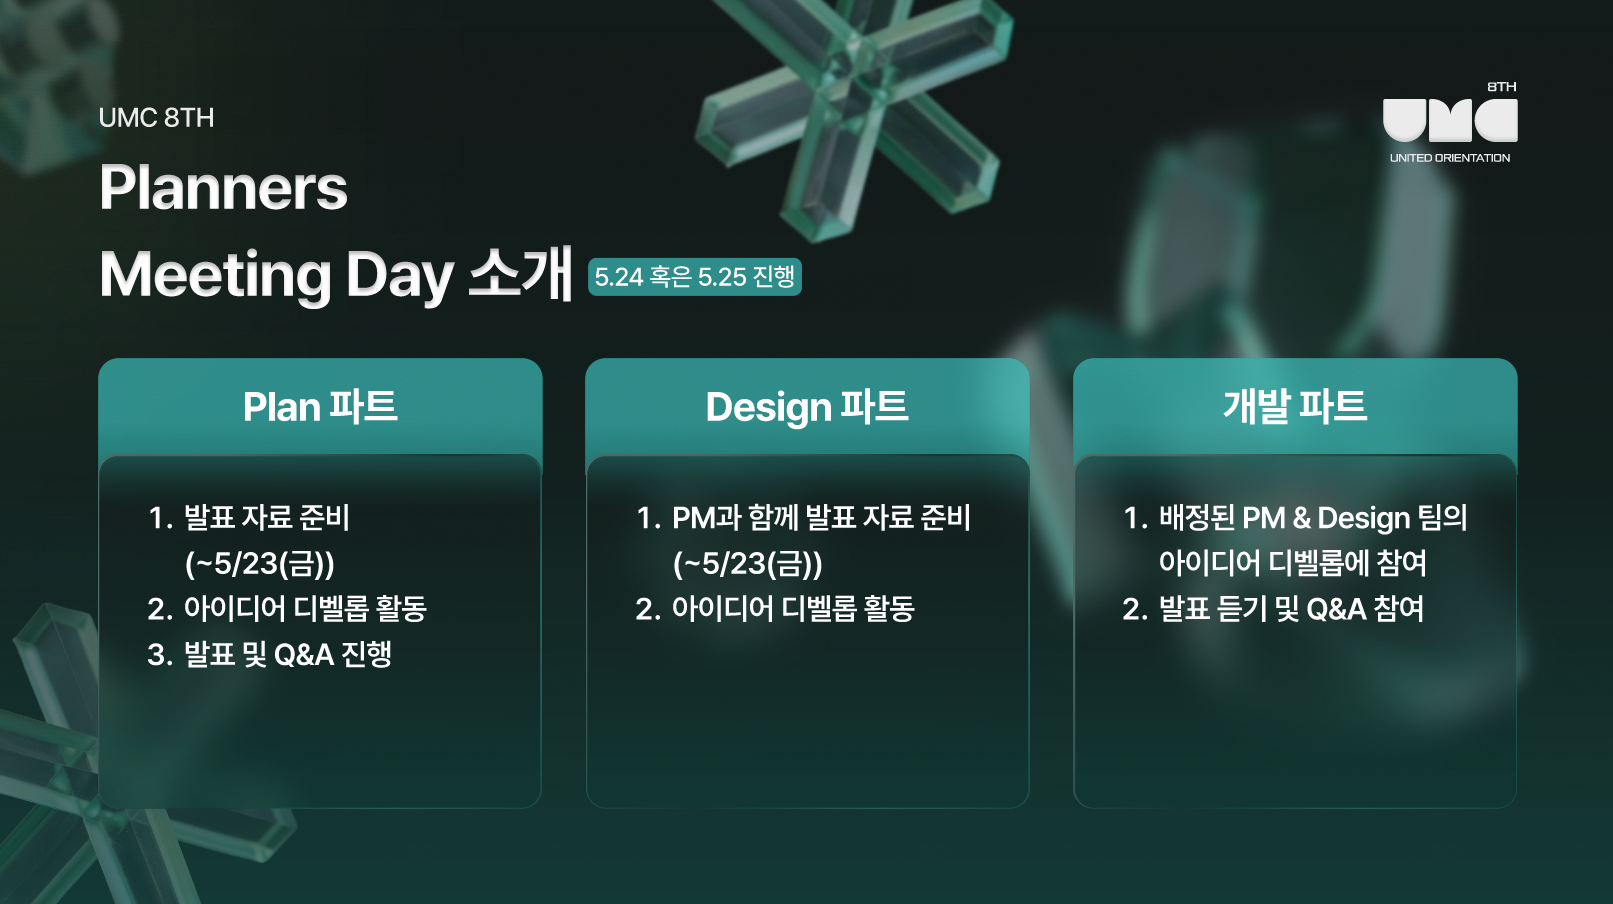 8TH
UMC
UNITED ORIENTATION
UMC 8TH
Planners
Meeting Day 소개 5.24 혹은 5.25 진행
Plan 파트
1. 발표 자료 준비
(~5/23(금))
2. 아이디어 디벨롭 활동
3. 발표 및 Q&A 진행
Design 파트
1. PM과 함께 발표 자료 준비
(~5/23(금))
2. 아이디어 디벨롭 활동
개발 파트
1. 배정된 PM & Design 팀의
아이디어 디벨롭에 참여
2. 발표 듣기 및 Q&A 참여